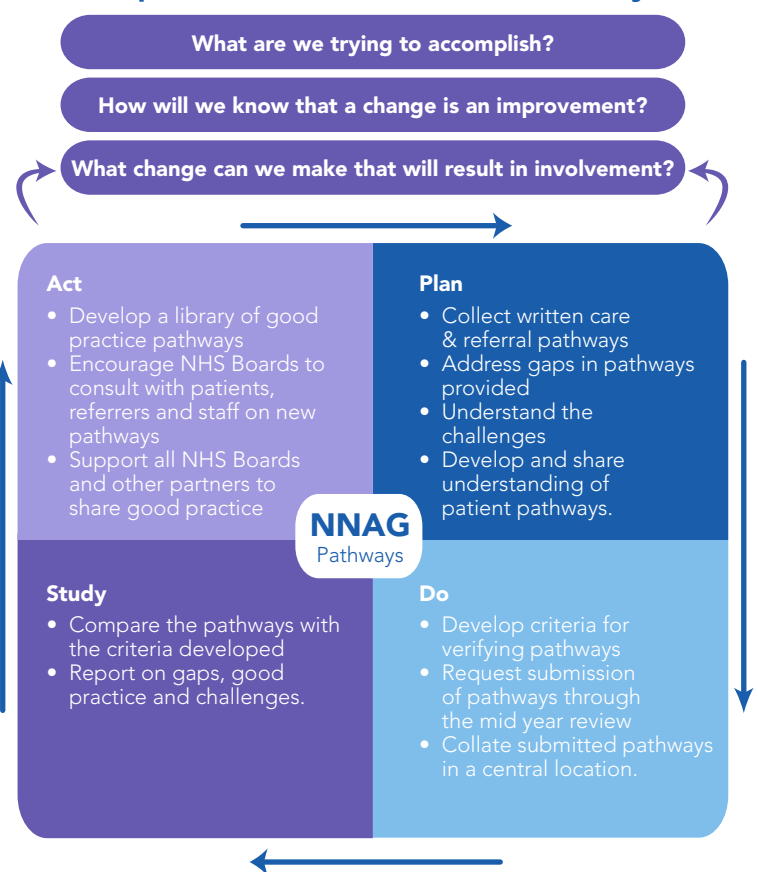 What are we trying to accomplish?
How will we know that a change is an improvement?
What change can we make that will result in involvement?
Act
• Develop a library of good
practice pathways
• Encourage NHS Boards to
consult with patients,
referrers and staff on new
pathways
• Support all NHS Boards
and other partners to
share good practice
Plan
• Collect written care
& referral pathways
• Address gaps in pathways
provided
• Understand the
challenges
• Develop and share
understanding of
patient pathways.
NNAG
Pathways
Study
• Compare the pathways with
the criteria developed
• Report on gaps, good
practice and challenges.
Do
• Develop criteria for
verifying pathways
• Request submission
of pathways through
the mid year review
• Collate submitted pathways
in a central location.